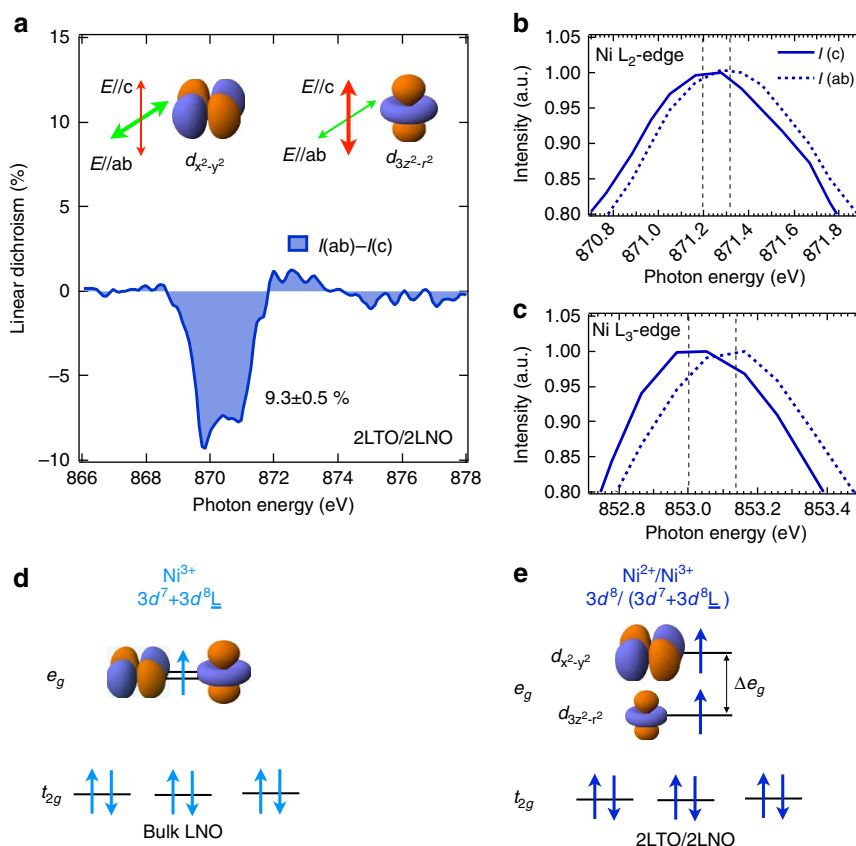 a
15
10
5
0
−5
−10
Linear dichroism (%)
E//c
E//ab
dx²-y²
E//c
E//ab
d3z²-r²
I(ab)−I(c)
9.3±0.5 %
2LTO/2LNO
866 868 870 872 874 876 878
Photon energy (eV)
b
Ni L₂-edge
I (c)
I (ab)
1.05
1.00
0.95
0.90
0.85
0.80
Intensity (a.u.)
870.8 871.0 871.2 871.4 871.6 871.8
Photon energy (eV)
c
Ni L₃-edge
1.05
1.00
0.95
0.90
0.85
0.80
Intensity (a.u.)
852.8 853.0 853.2 853.4
Photon energy (eV)
d
Ni³⁺
3d⁷+3d⁸L
eg
t2g
Bulk LNO
e
Ni²⁺/Ni³⁺
3d⁸/ (3d⁷+3d⁸L )
dx²-y²
eg
Δeg
d3z²-r²
t2g
2LTO/2LNO